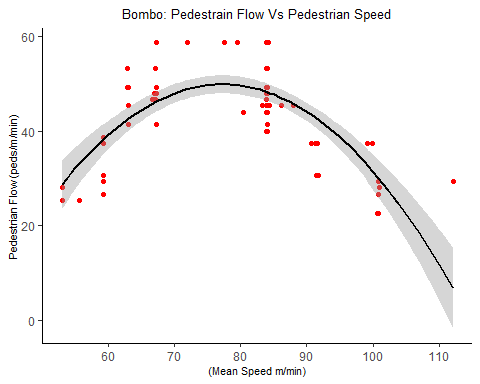 Bombo: Pedestrain Flow Vs Pedestrian Speed
60
40
20
0
Pedestrian Flow (peds/m/min)
60 70 80 90 100 110
(Mean Speed m/min)